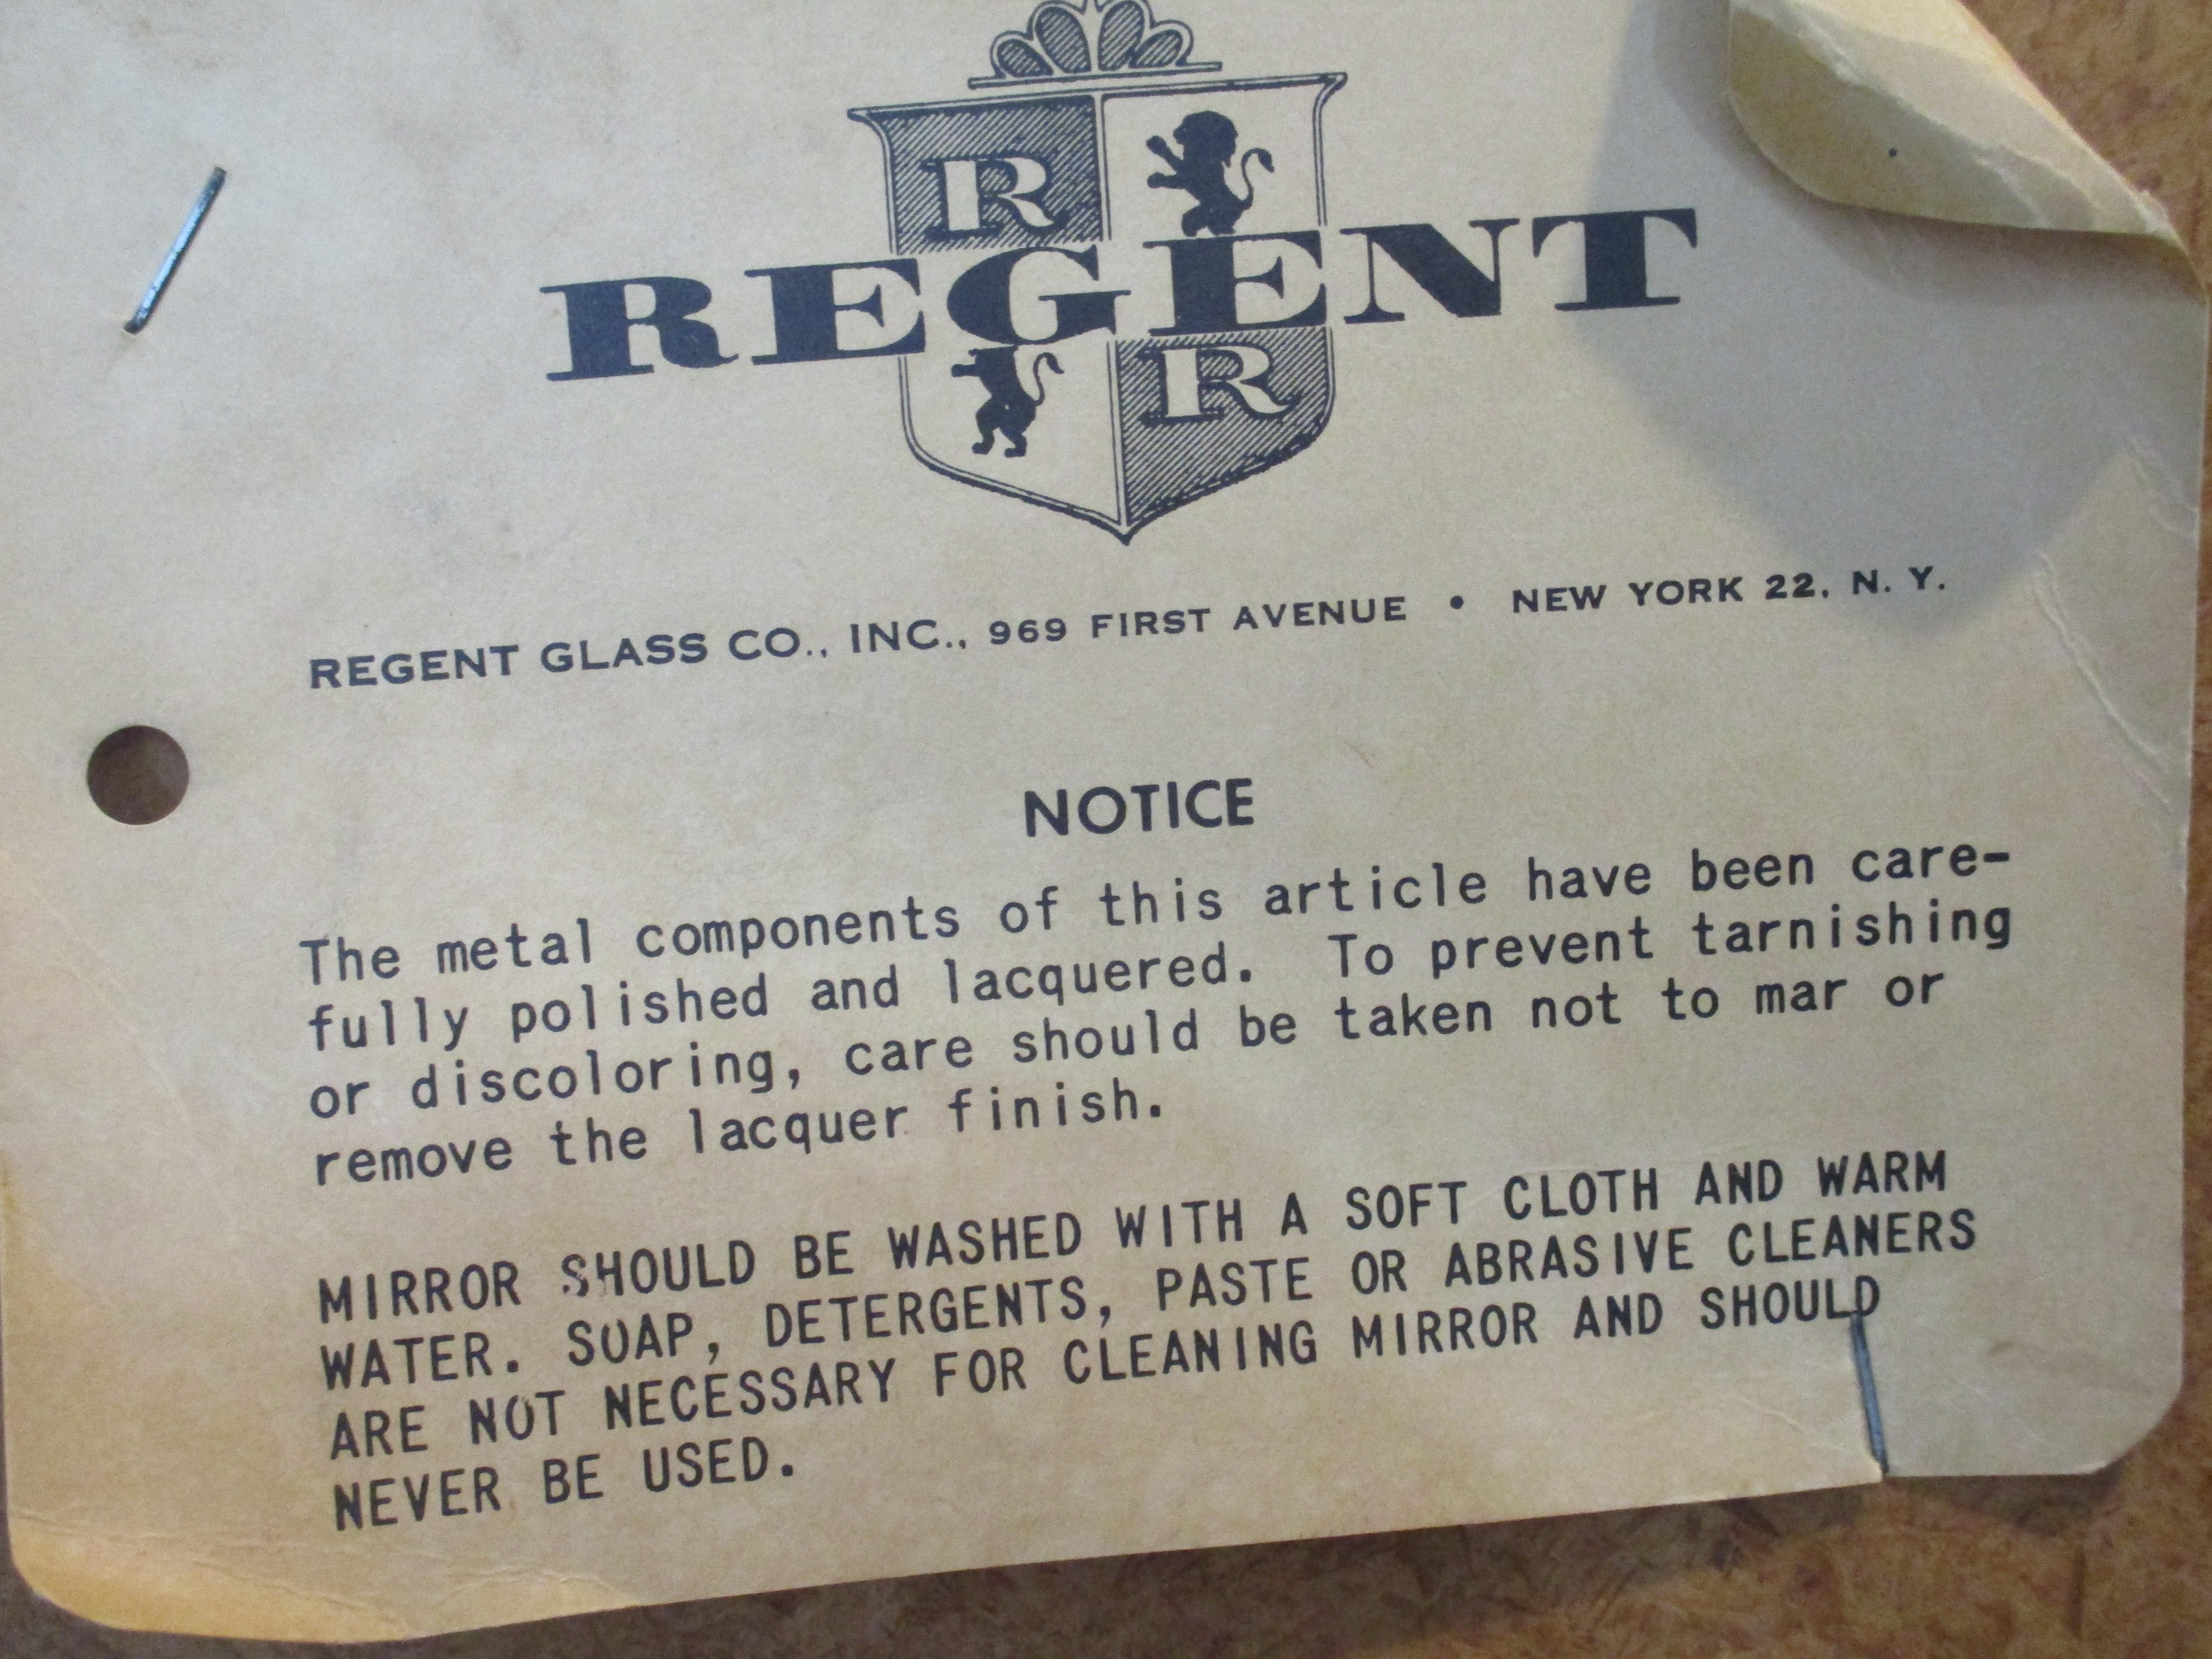 R
REGENT
R
REGENT GLASS CO., INC., 969 FIRST AVENUE • NEW YORK 22, N. Y.
NOTICE
The metal components of this article have been care-
fully polished and lacquered. To prevent tarnishing
or discoloring, care should be taken not to mar or
remove the lacquer finish.
MIRROR SHOULD BE WASHED WITH A SOFT CLOTH AND WARM
WATER. SOAP, DETERGENTS, PASTE OR ABRASIVE CLEANERS
ARE NOT NECESSARY FOR CLEANING MIRROR AND SHOULD
NEVER BE USED.